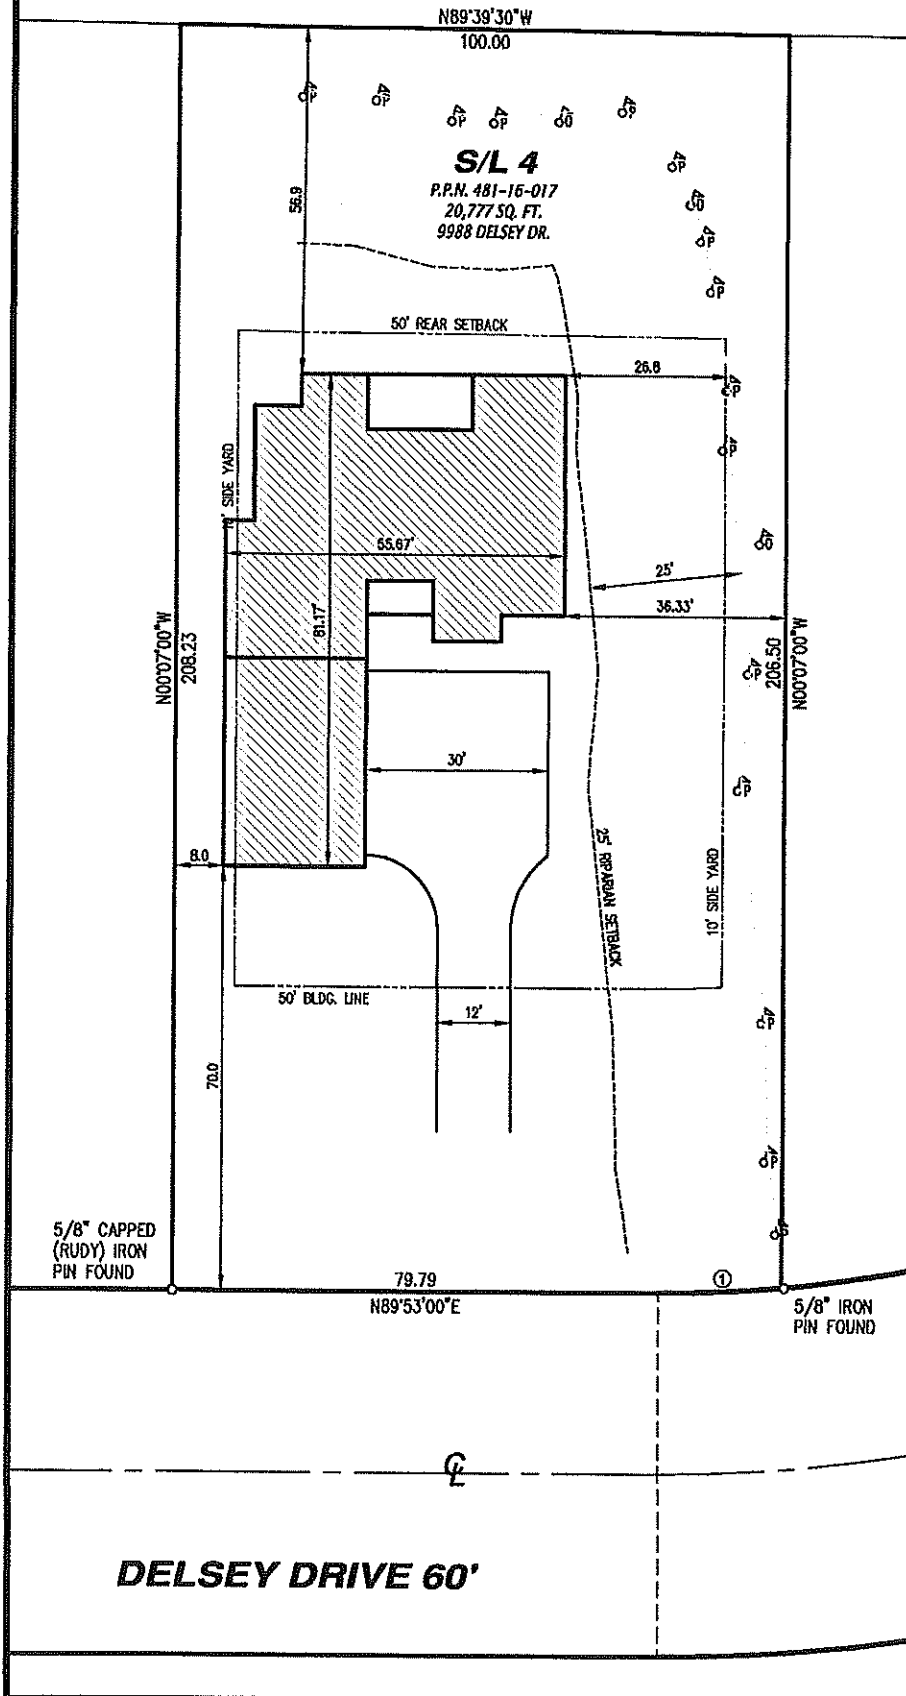 N89°39'30"W
100.00
S/L 4
P.P.N. 481-16-017
20,777 SQ. FT.
9988 DELSEY DR.
56.9
50' REAR SETBACK
26.8
10' SIDE YARD
55.67'
81.17'
25'
36.33'
N00°07'00"W
208.23
206.50
N00°07'00"W
30'
8.0
25' RIPARIAN SETBACK
10' SIDE YARD
50' BLDG. LINE
12'
70.0
5/8" CAPPED
(RUDY) IRON
PIN FOUND
79.79
N89°53'00"E
1
5/8" IRON
PIN FOUND
CL
DELSEY DRIVE 60'